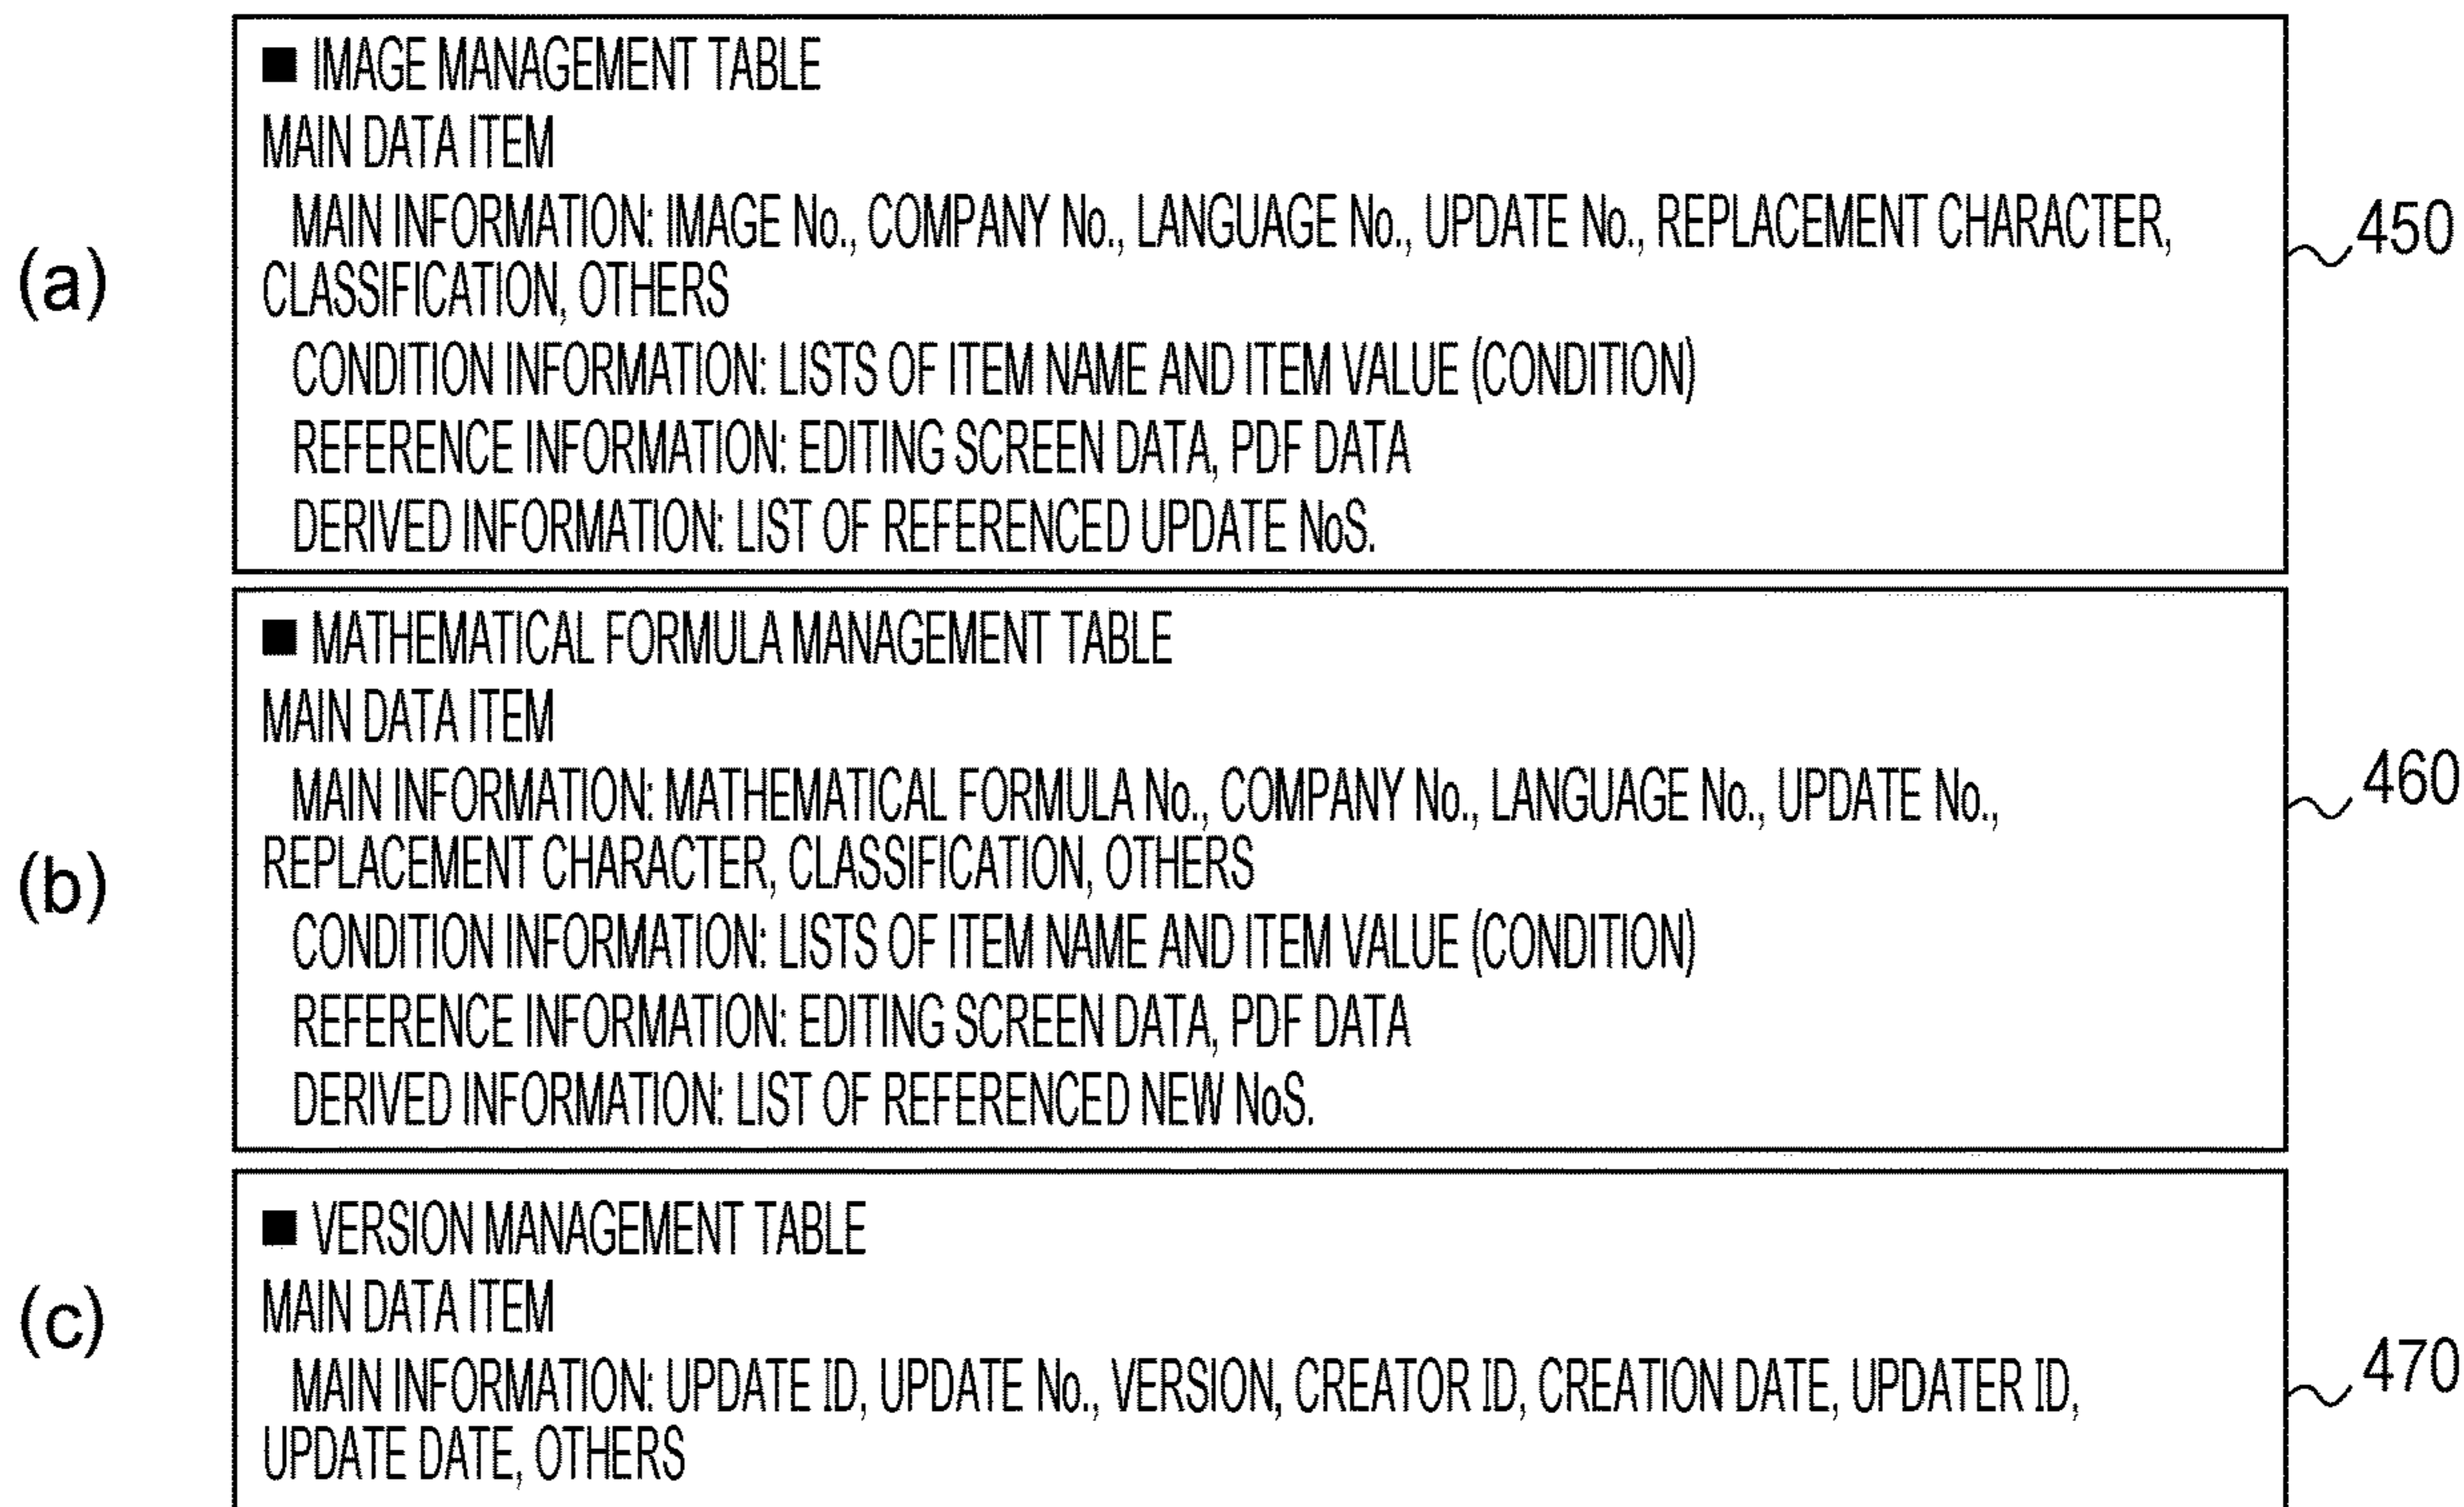 (a)
■ IMAGE MANAGEMENT TABLE
MAIN DATA ITEM
MAIN INFORMATION: IMAGE No., COMPANY No., LANGUAGE No., UPDATE No., REPLACEMENT CHARACTER,
CLASSIFICATION, OTHERS
CONDITION INFORMATION: LISTS OF ITEM NAME AND ITEM VALUE (CONDITION)
REFERENCE INFORMATION: EDITING SCREEN DATA, PDF DATA
DERIVED INFORMATION: LIST OF REFERENCED UPDATE NoS.
450
(b)
■ MATHEMATICAL FORMULA MANAGEMENT TABLE
MAIN DATA ITEM
MAIN INFORMATION: MATHEMATICAL FORMULA No., COMPANY No., LANGUAGE No., UPDATE No.,
REPLACEMENT CHARACTER, CLASSIFICATION, OTHERS
CONDITION INFORMATION: LISTS OF ITEM NAME AND ITEM VALUE (CONDITION)
REFERENCE INFORMATION: EDITING SCREEN DATA, PDF DATA
DERIVED INFORMATION: LIST OF REFERENCED NEW NoS.
460
(c)
■ VERSION MANAGEMENT TABLE
MAIN DATA ITEM
MAIN INFORMATION: UPDATE ID, UPDATE No., VERSION, CREATOR ID, CREATION DATE, UPDATER ID,
UPDATE DATE, OTHERS
470